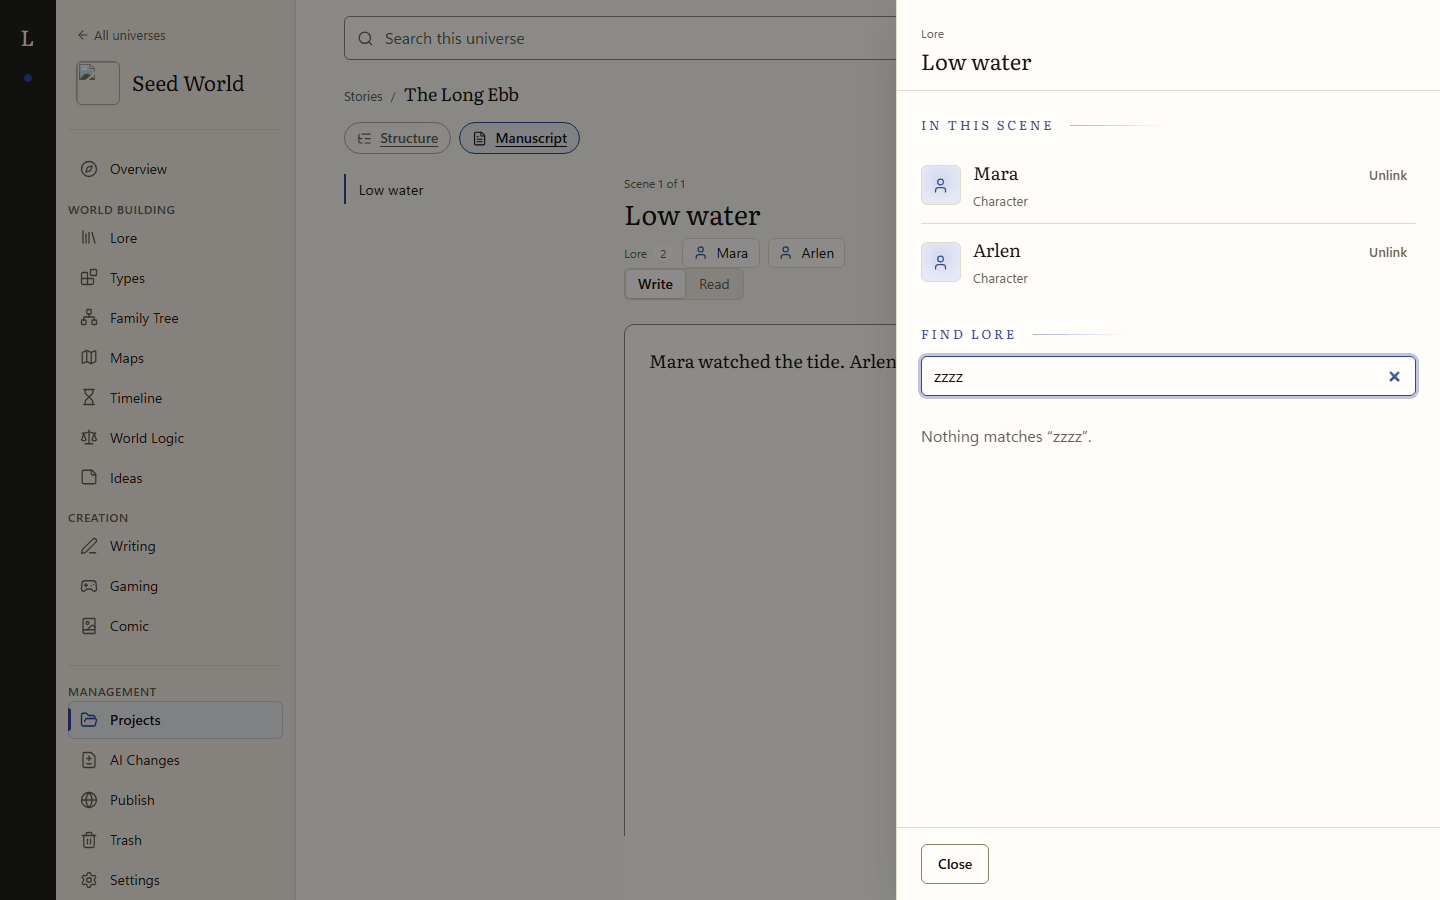 L
All universes
Seed World
Overview
WORLD BUILDING
Lore
Types
Family Tree
Maps
Timeline
World Logic
Ideas
CREATION
Writing
Gaming
Comic
MANAGEMENT
Projects
AI Changes
Publish
Trash
Settings
Search this universe
Stories / The Long Ebb
Structure Manuscript
Low water
Scene 1 of 1
Low water
Lore 2 Mara Arlen
Write Read
Mara watched the tide. Arlen
Lore
Low water
IN THIS SCENE
Mara
Character
Unlink
Arlen
Character
Unlink
FIND LORE
zzzz
Nothing matches “zzzz”.
Close